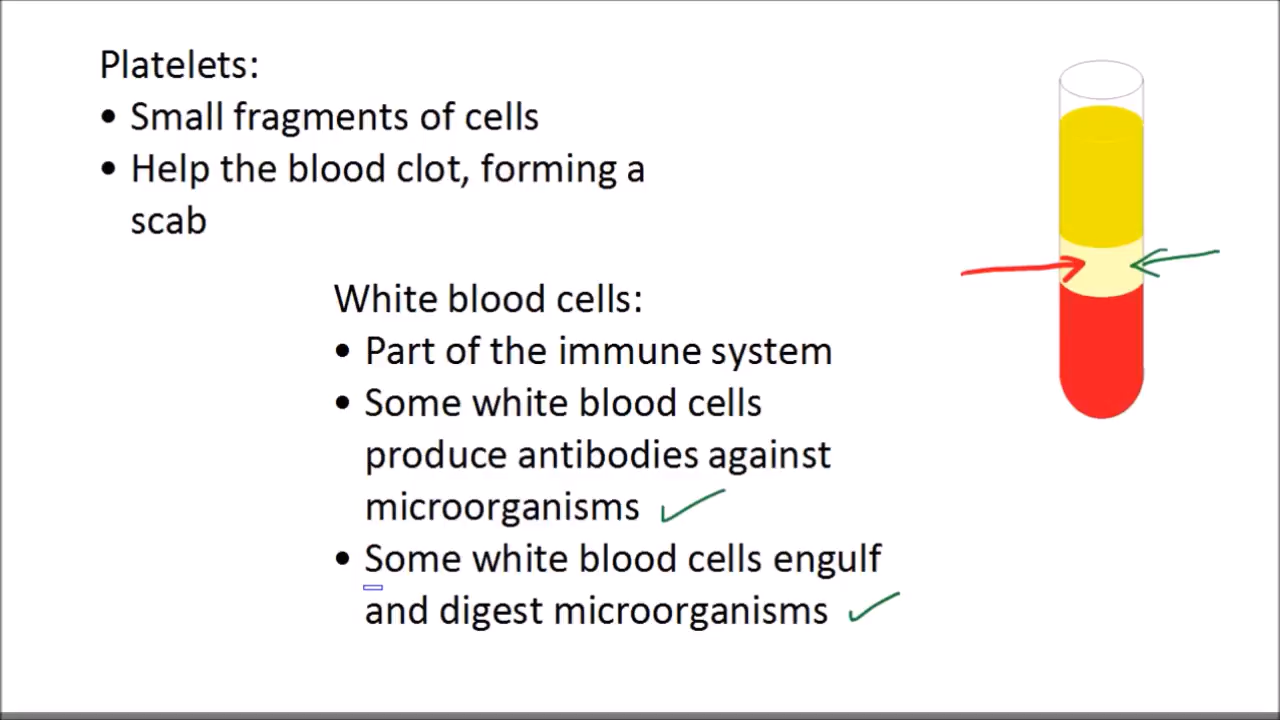 Platelets:
• Small fragments of cells
• Help the blood clot, forming a
scab
White blood cells:
• Part of the immune system
• Some white blood cells
produce antibodies against
microorganisms
• Some white blood cells engulf
and digest microorganisms